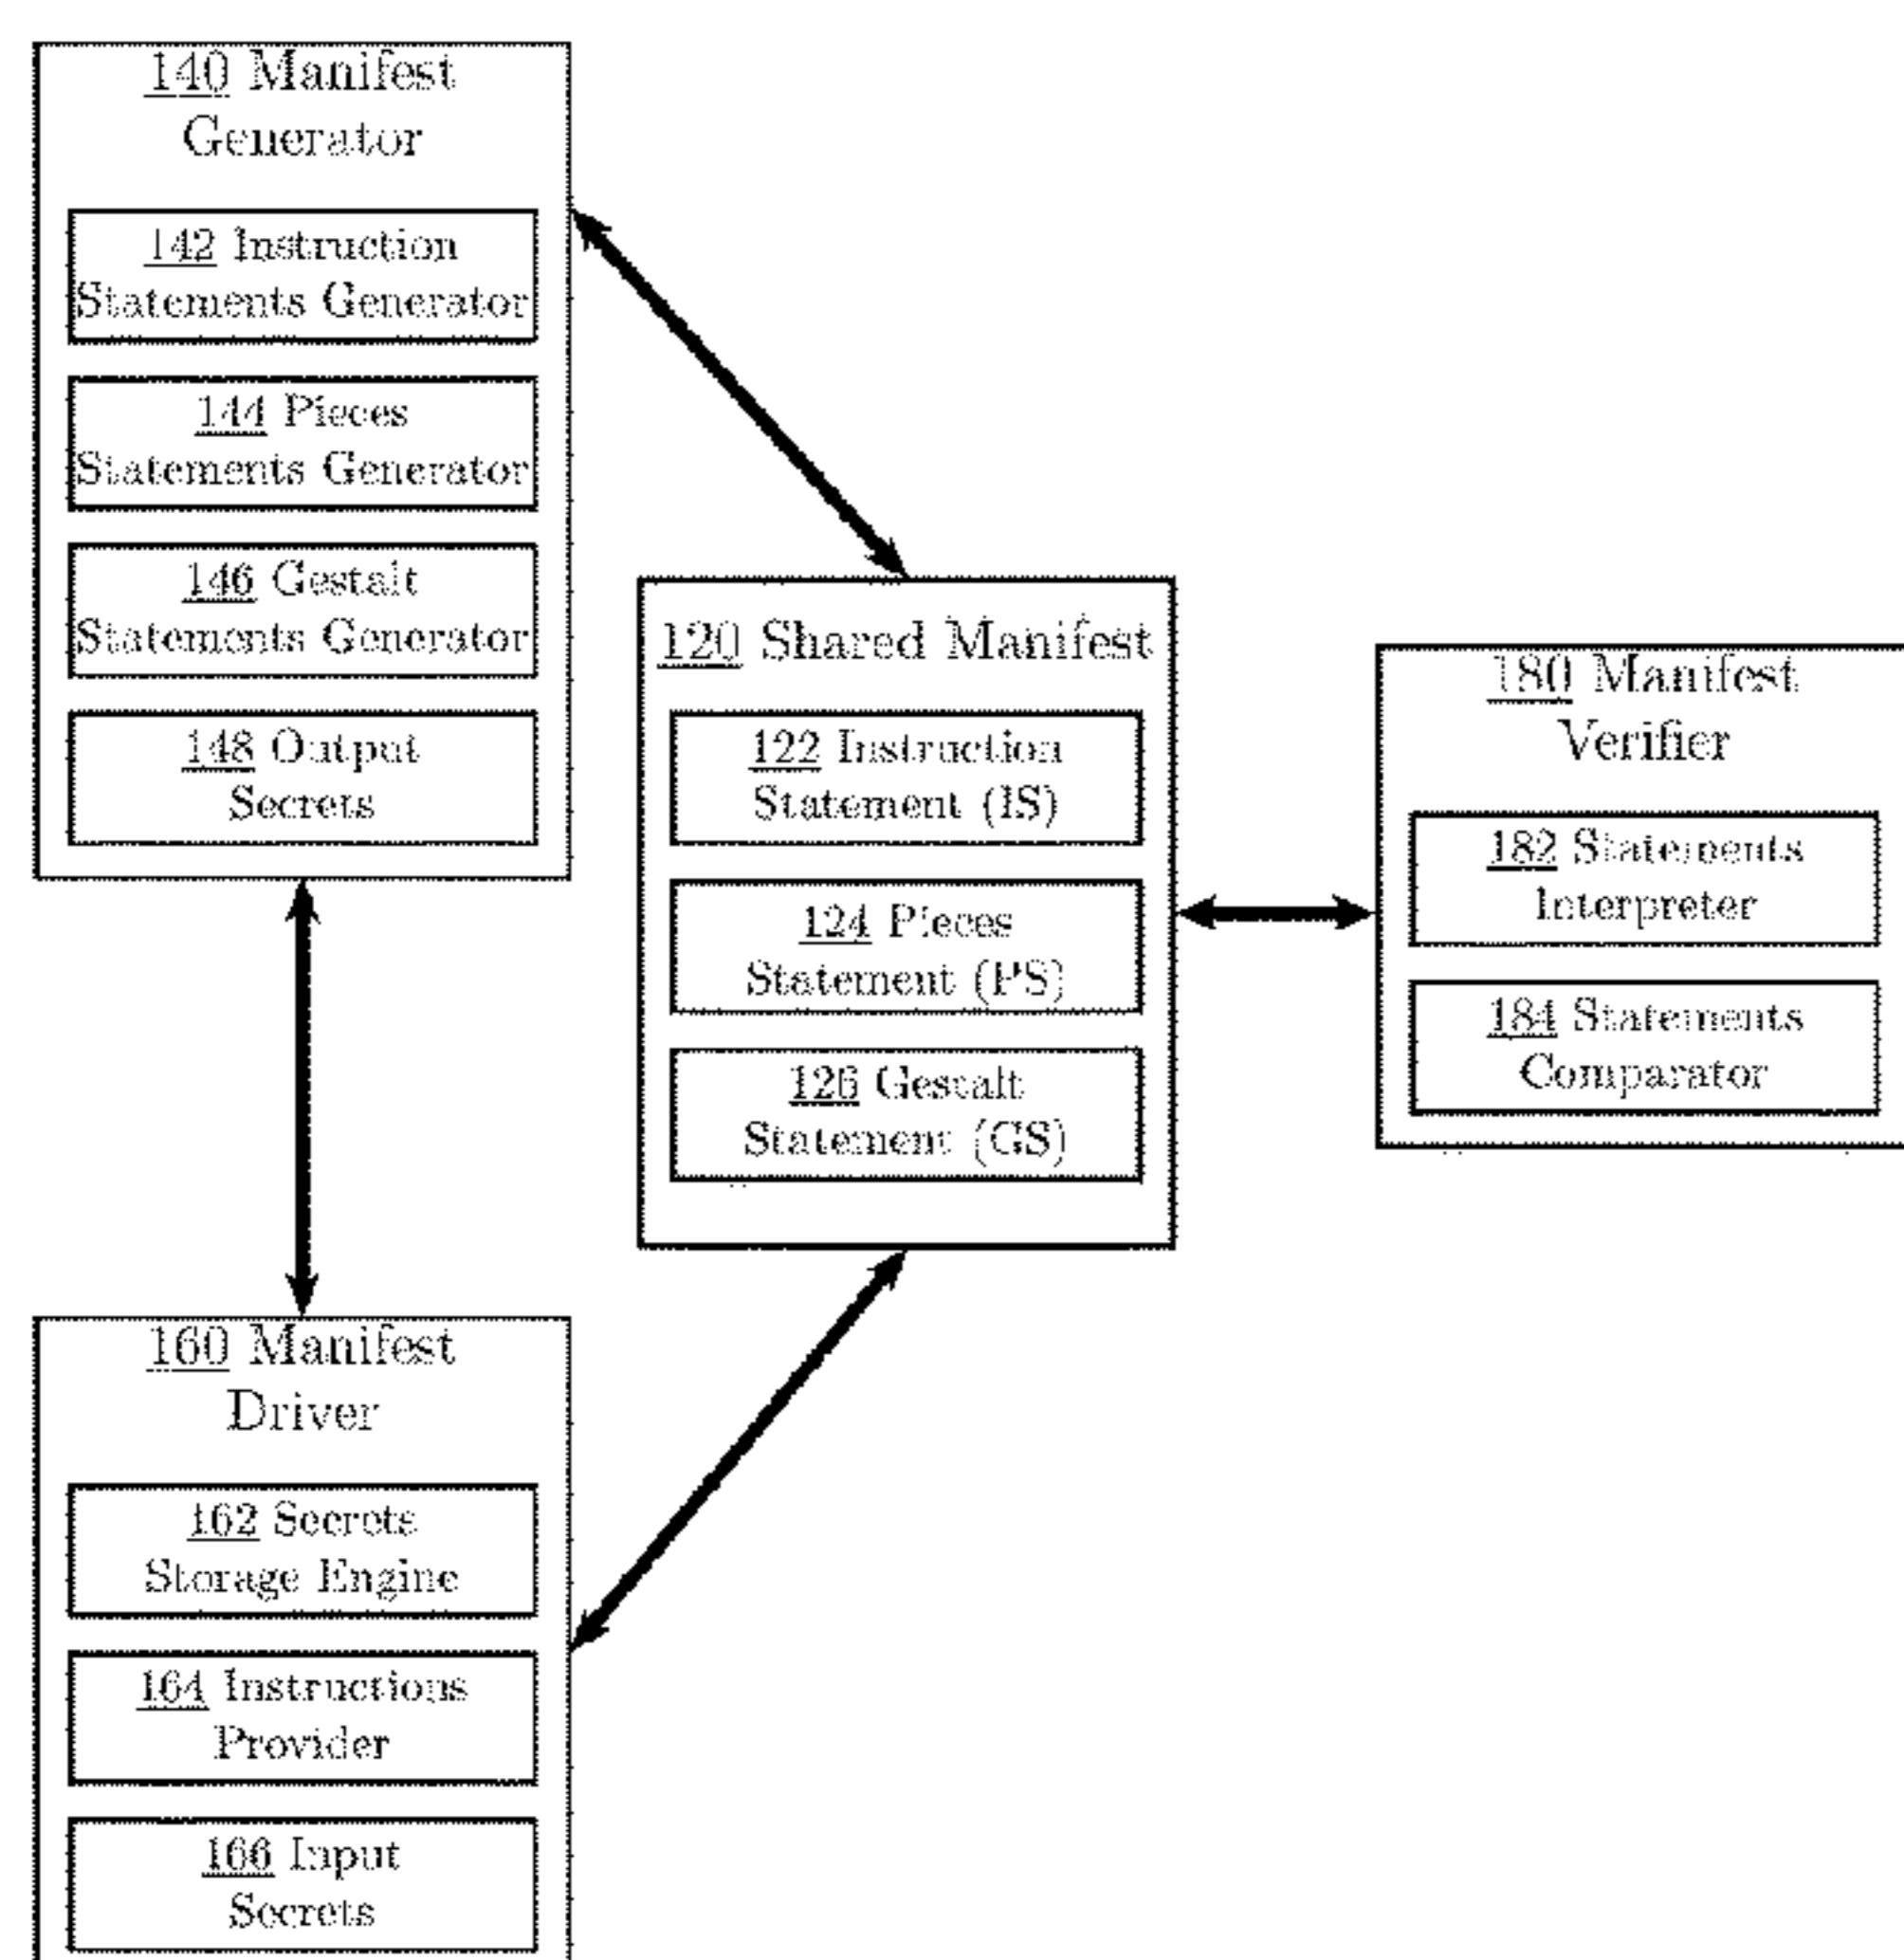 140 Manifest
Generator
142 Instruction
Statements Generator
144 Pieces
Statements Generator
146 Gestalt
Statements Generator
148 Output
Secrets
120 Shared Manifest
122 Instruction
Statement (IS)
124 Pieces
Statement (PS)
126 Gestalt
Statement (GS)
180 Manifest
Verifier
182 Statements
Interpreter
184 Statements
Comparator
160 Manifest
Driver
162 Secrets
Storage Engine
164 Instructions
Provider
166 Input
Secrets